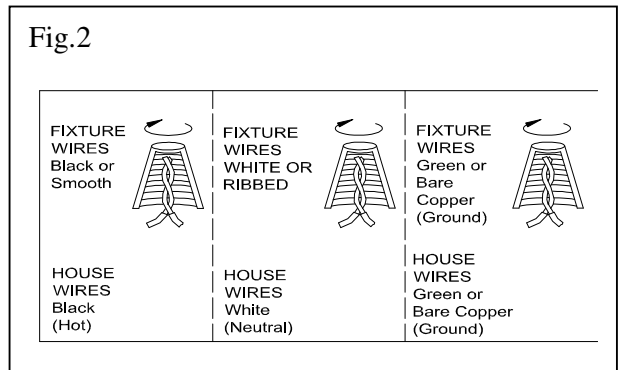 Fig.2
FIXTURE
WIRES
Black or
Smooth
HOUSE
WIRES
Black
(Hot)
FIXTURE
WIRES
WHITE OR
RIBBED
HOUSE
WIRES
White
(Neutral)
FIXTURE
WIRES
Green or
Bare
Copper
(Ground)
HOUSE
WIRES
Green or
Bare Copper
(Ground)